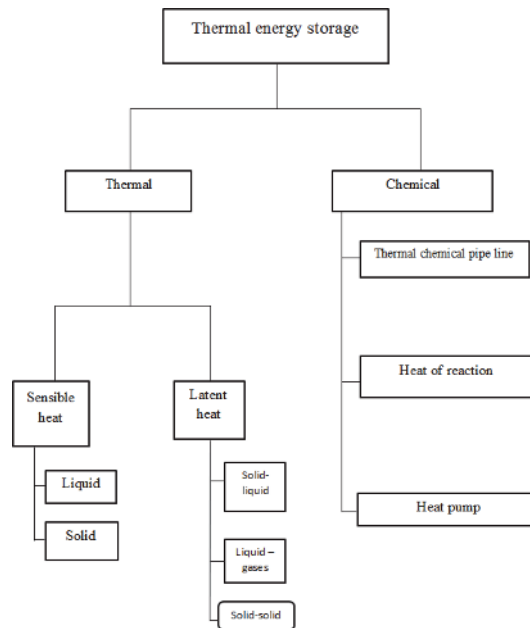 Thermal energy storage
Thermal
Chemical
Thermal chemical pipe line
Sensible
heat
Latent
heat
Heat of reaction
Liquid
Solid
Solid-
liquid
Heat pump
Liquid –
gases
Solid-solid